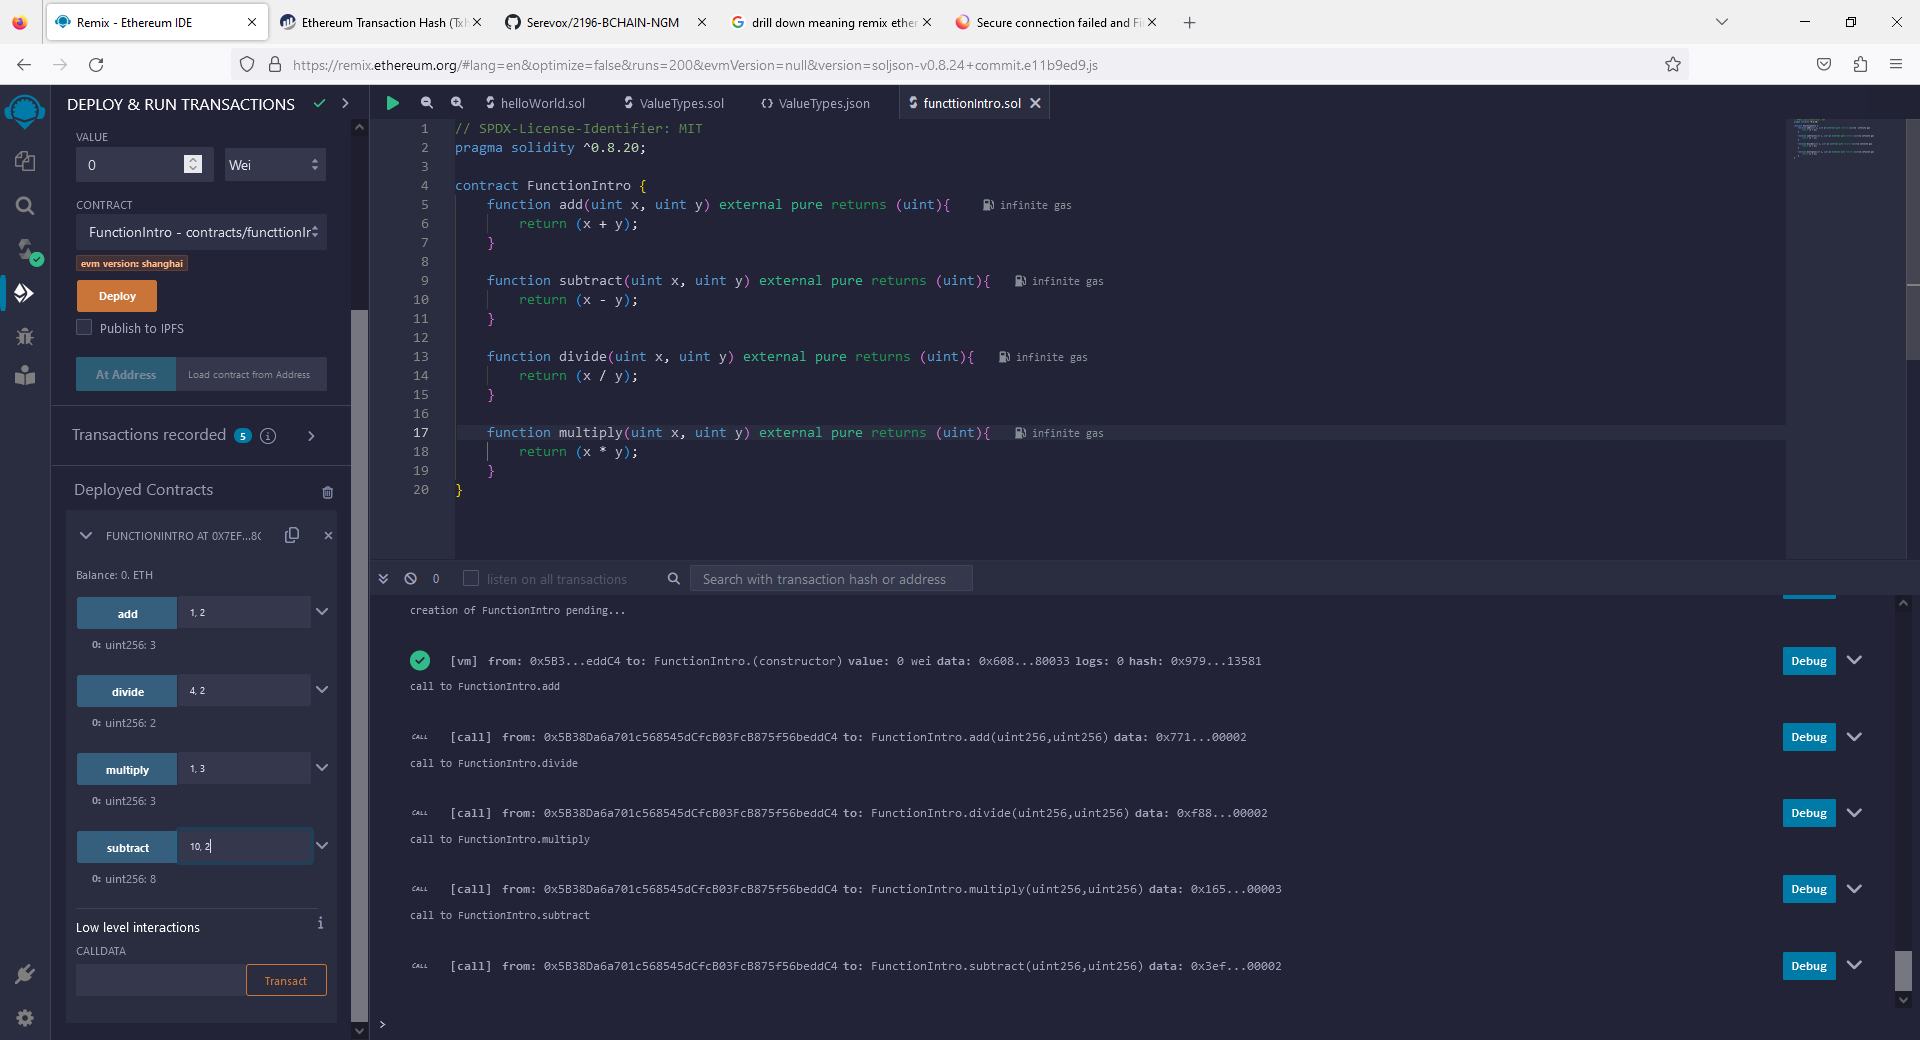 Remix - Ethereum IDE
Ethereum Transaction Hash (Txh
Serevox/2196-BCHAIN-NGM
drill down meaning remix ether
Secure connection failed and Fi
https://remix.ethereum.org/#lang=en&optimize=false&runs=200&evmVersion=null&version=soljson-v0.8.24+commit.e11b9ed9.js
DEPLOY & RUN TRANSACTIONS
VALUE
0
Wei
CONTRACT
FunctionIntro - contracts/functtionIr
evm version: shanghai
Deploy
Publish to IPFS
At Address
Load contract from Address
Transactions recorded 5 i
Deployed Contracts
FUNCTIONINTRO AT 0X7EF...8
Balance: 0. ETH
add 1, 2
0: uint256: 3
divide 4, 2
0: uint256: 2
multiply 1, 3
0: uint256: 3
subtract 10, 2
0: uint256: 8
Low level interactions i
CALLDATA
Transact
helloWorld.sol
ValueTypes.sol
ValueTypes.json
functtionIntro.sol
1 // SPDX-License-Identifier: MIT
2 pragma solidity ^0.8.20;
3
4 contract FunctionIntro {
5 function add(uint x, uint y) external pure returns (uint){ infinite gas
6 return (x + y);
7 }
8
9 function subtract(uint x, uint y) external pure returns (uint){ infinite gas
10 return (x - y);
11 }
12
13 function divide(uint x, uint y) external pure returns (uint){ infinite gas
14 return (x / y);
15 }
16
17 function multiply(uint x, uint y) external pure returns (uint){ infinite gas
18 return (x * y);
19 }
20 }
0 listen on all transactions Search with transaction hash or address
creation of FunctionIntro pending...
[vm] from: 0x5B3...eddC4 to: FunctionIntro.(constructor) value: 0 wei data: 0x608...80033 logs: 0 hash: 0x979...13581 Debug
call to FunctionIntro.add
CALL [call] from: 0x5B38Da6a701c568545dCfcB03FcB875f56beddC4 to: FunctionIntro.add(uint256,uint256) data: 0x771...00002 Debug
call to FunctionIntro.divide
CALL [call] from: 0x5B38Da6a701c568545dCfcB03FcB875f56beddC4 to: FunctionIntro.divide(uint256,uint256) data: 0xf88...00002 Debug
call to FunctionIntro.multiply
CALL [call] from: 0x5B38Da6a701c568545dCfcB03FcB875f56beddC4 to: FunctionIntro.multiply(uint256,uint256) data: 0x165...00003 Debug
call to FunctionIntro.subtract
CALL [call] from: 0x5B38Da6a701c568545dCfcB03FcB875f56beddC4 to: FunctionIntro.subtract(uint256,uint256) data: 0x3ef...00002 Debug
>